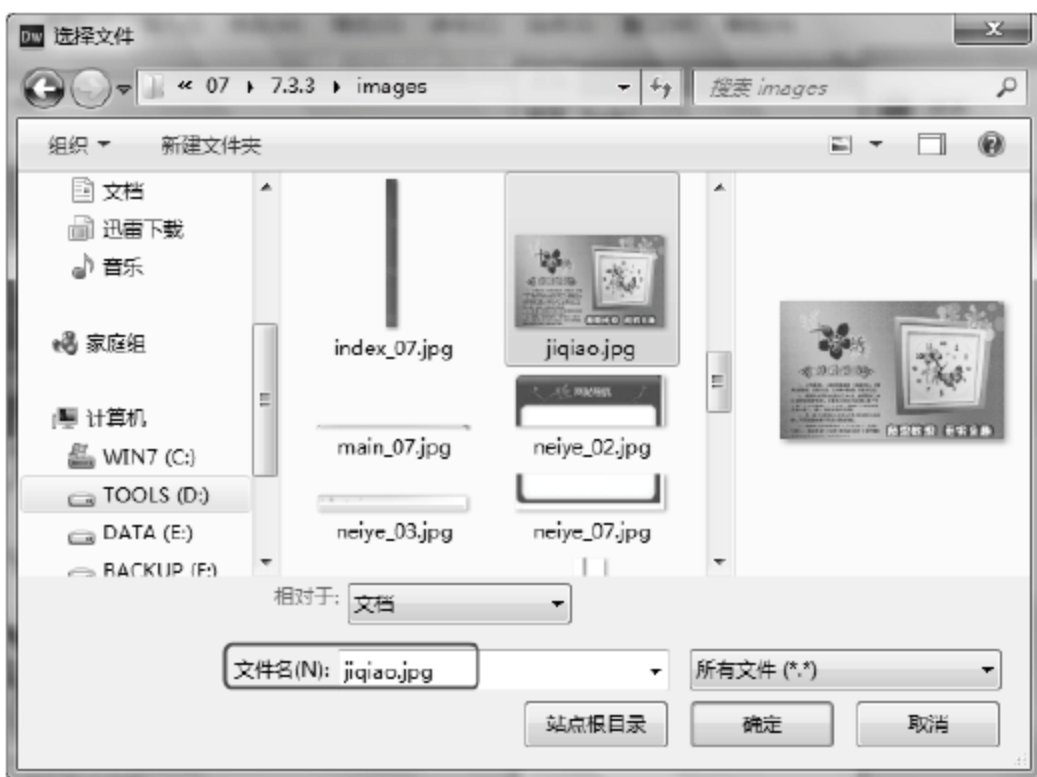 Dw 选择文件
« 07 ▸ 7.3.3 ▸ images
搜索 images
组织 新建文件夹
文档
迅雷下载
音乐
家庭组
计算机
WIN7 (C:)
TOOLS (D:)
DATA (E:)
BACKUP (F:)
index_07.jpg jiqiao.jpg
main_07.jpg neiye_02.jpg
neiye_03.jpg neiye_07.jpg
相对于: 文档
文件名(N): jiqiao.jpg 所有文件 (*.*)
站点根目录 确定 取消